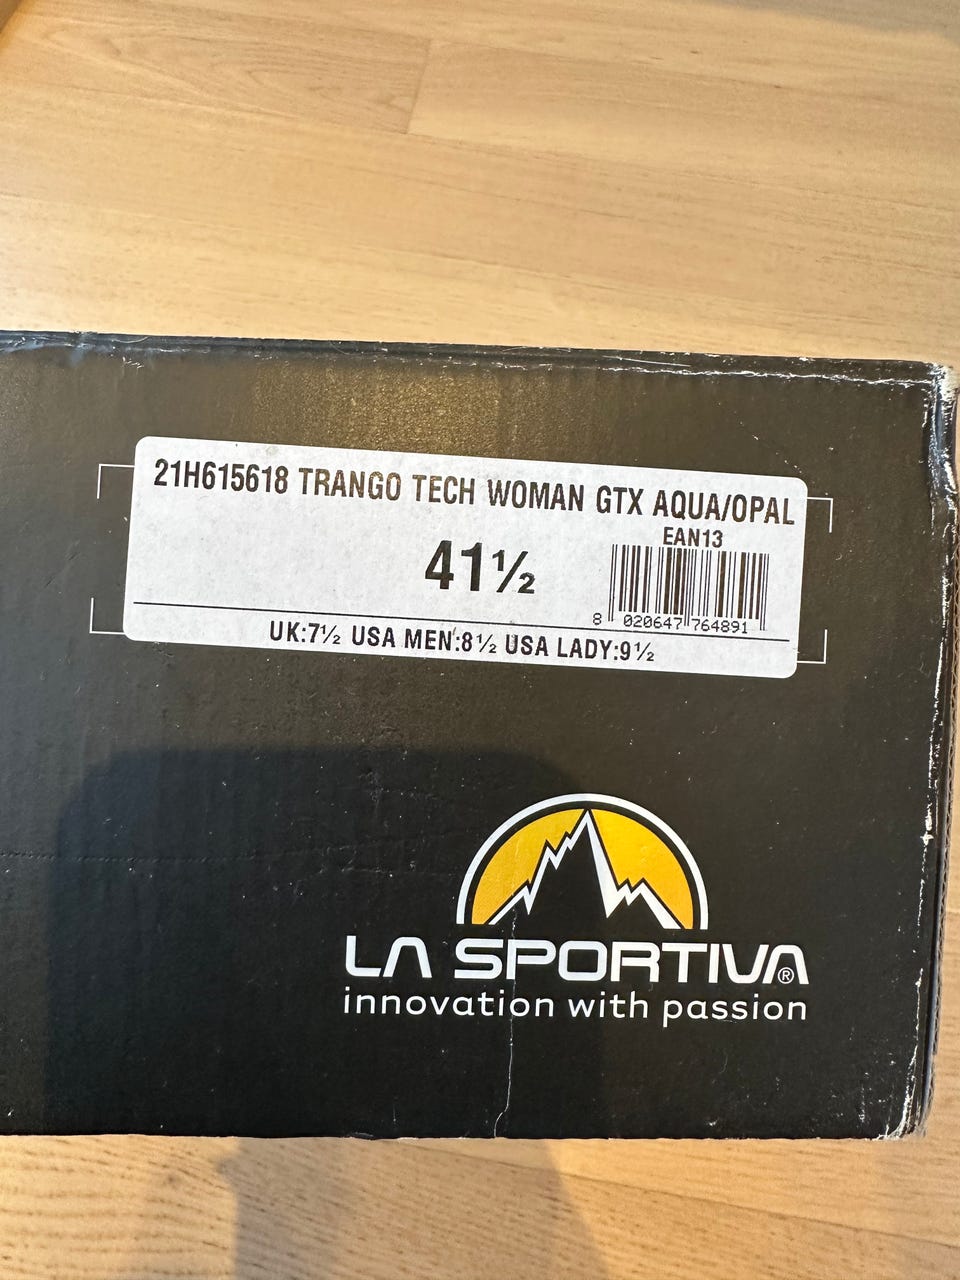 21H615618 TRANGO TECH WOMAN GTX AQUA/OPAL
EAN13
41½
8 020647 764891
UK:7½ USA MEN:8½ USA LADY:9½
LA SPORTIVA®
innovation with passion